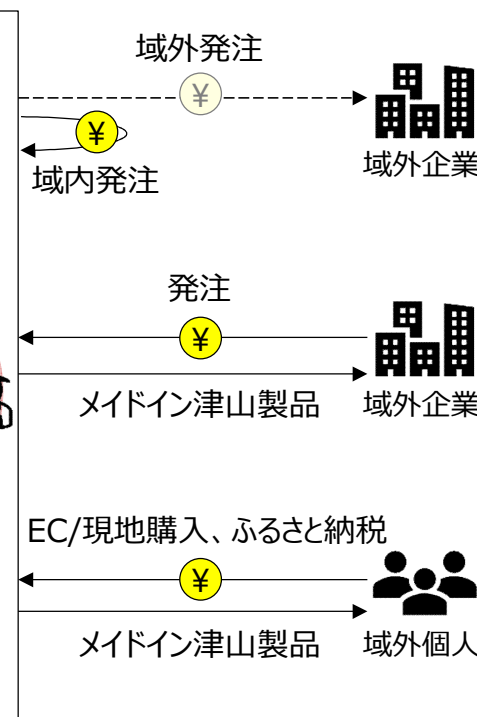 域外発注
¥
¥
域内発注
域外企業
発注
¥
メイドイン津山製品
域外企業
EC/現地購入、ふるさと納税
¥
メイドイン津山製品
域外個人